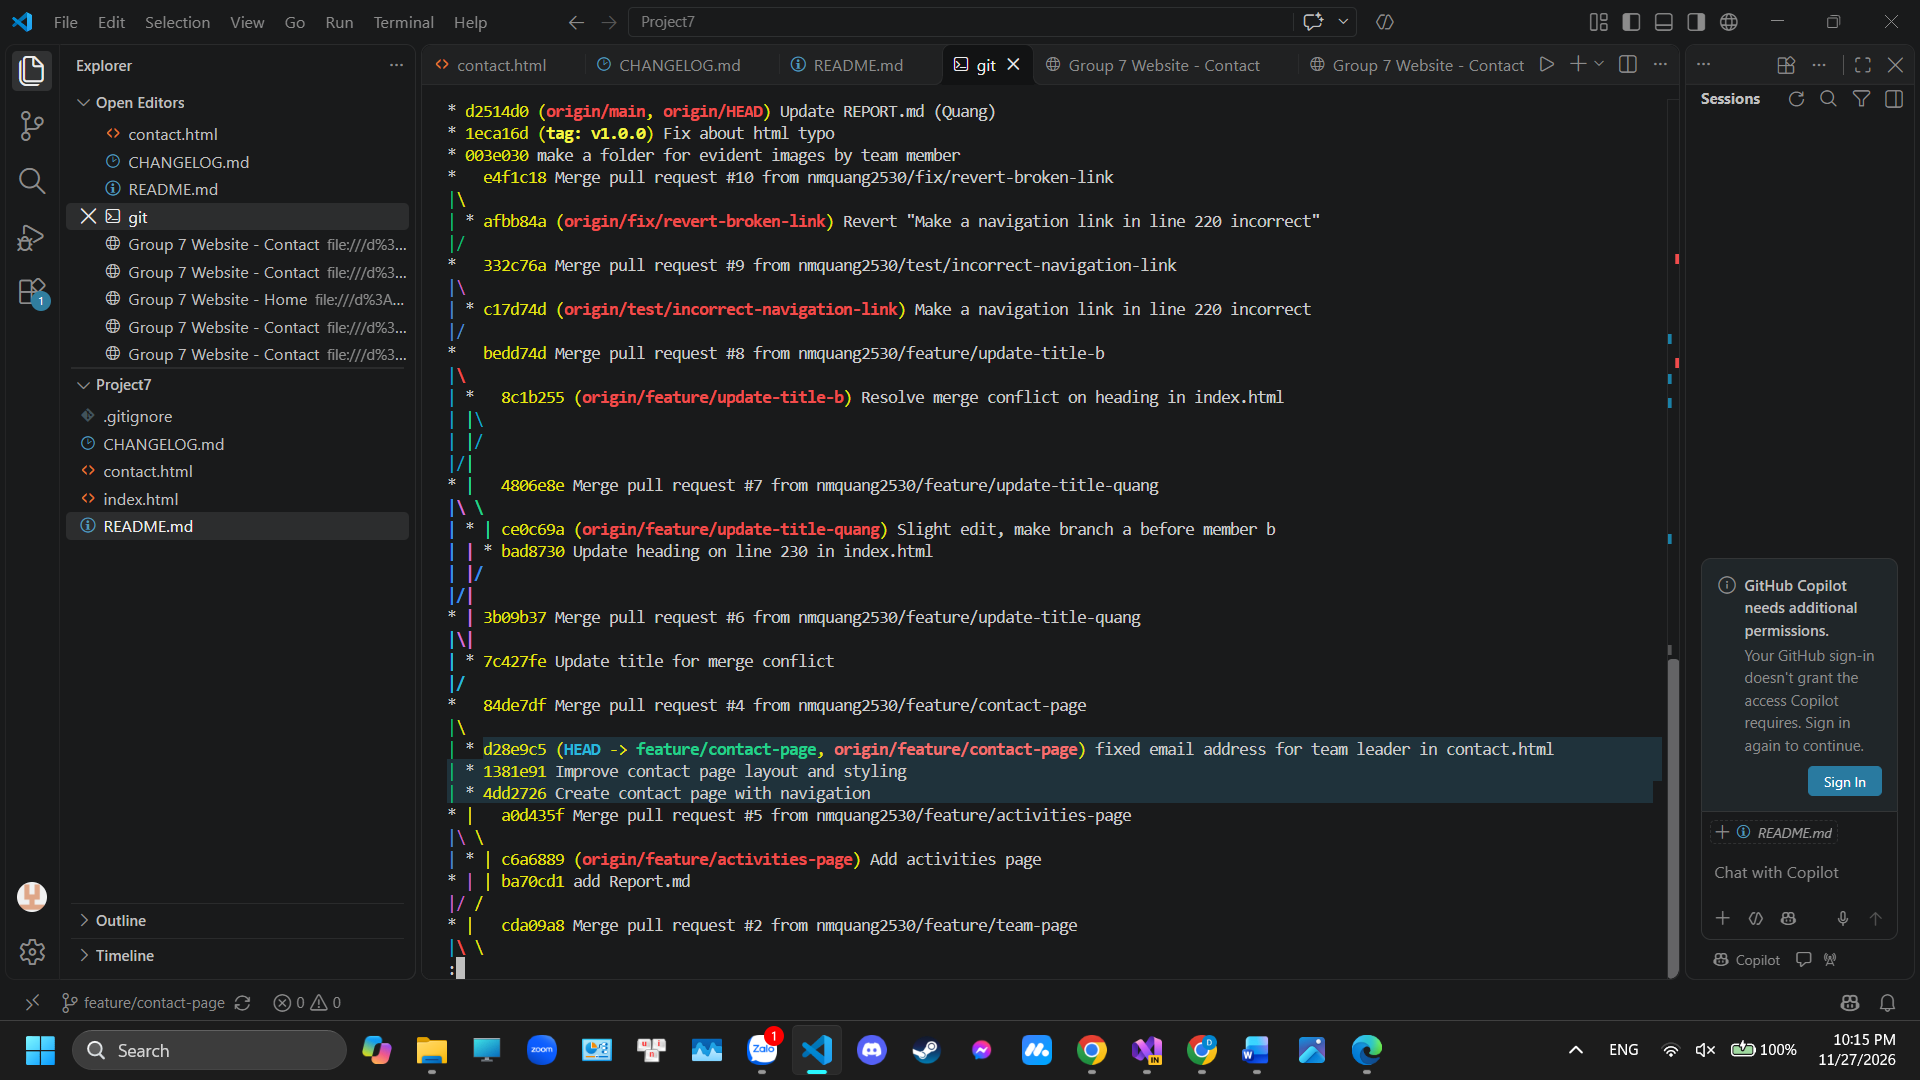 File Edit Selection View Go Run Terminal Help
Project7
Explorer
Open Editors
contact.html
CHANGELOG.md
README.md
git
Group 7 Website - Contact file:///d%3...
Group 7 Website - Contact file:///d%3...
Group 7 Website - Home file:///d%3A...
Group 7 Website - Contact file:///d%3...
Group 7 Website - Contact file:///d%3...
Project7
.gitignore
CHANGELOG.md
contact.html
index.html
README.md
Outline
Timeline
contact.html CHANGELOG.md README.md git Group 7 Website - Contact Group 7 Website - Contact
* d2514d0 (origin/main, origin/HEAD) Update REPORT.md (Quang)
* 1eca16d (tag: v1.0.0) Fix about html typo
* 003e030 make a folder for evident images by team member
*   e4f1c18 Merge pull request #10 from nmquang2530/fix/revert-broken-link
|\
| * afbb84a (origin/fix/revert-broken-link) Revert "Make a navigation link in line 220 incorrect"
|/
*   332c76a Merge pull request #9 from nmquang2530/test/incorrect-navigation-link
|\
| * c17d74d (origin/test/incorrect-navigation-link) Make a navigation link in line 220 incorrect
|/
*   bedd74d Merge pull request #8 from nmquang2530/feature/update-title-b
|\
| *   8c1b255 (origin/feature/update-title-b) Resolve merge conflict on heading in index.html
| |\
| |/
|/|
* |   4806e8e Merge pull request #7 from nmquang2530/feature/update-title-quang
|\ \
| * | ce0c69a (origin/feature/update-title-quang) Slight edit, make branch a before member b
| | * bad8730 Update heading on line 230 in index.html
| |/
|/|
* | 3b09b37 Merge pull request #6 from nmquang2530/feature/update-title-quang
|\|
| * 7c427fe Update title for merge conflict
|/
*   84de7df Merge pull request #4 from nmquang2530/feature/contact-page
|\
| * d28e9c5 (HEAD -> feature/contact-page, origin/feature/contact-page) fixed email address for team leader in contact.html
| * 1381e91 Improve contact page layout and styling
| * 4dd2726 Create contact page with navigation
* |   a0d435f Merge pull request #5 from nmquang2530/feature/activities-page
|\ \
| * | c6a6889 (origin/feature/activities-page) Add activities page
* | | ba70cd1 add Report.md
|/ /
* |   cda09a8 Merge pull request #2 from nmquang2530/feature/team-page
|\ \
:
Sessions
GitHub Copilot
needs additional
permissions.
Your GitHub sign-in
doesn't grant the
access Copilot
requires. Sign in
again to continue.
Sign In
README.md
Chat with Copilot
Copilot
1
feature/contact-page 0 0
Search
zoom
Zalo
1
IN
D
W
ENG
100%
10:15 PM
11/27/2026